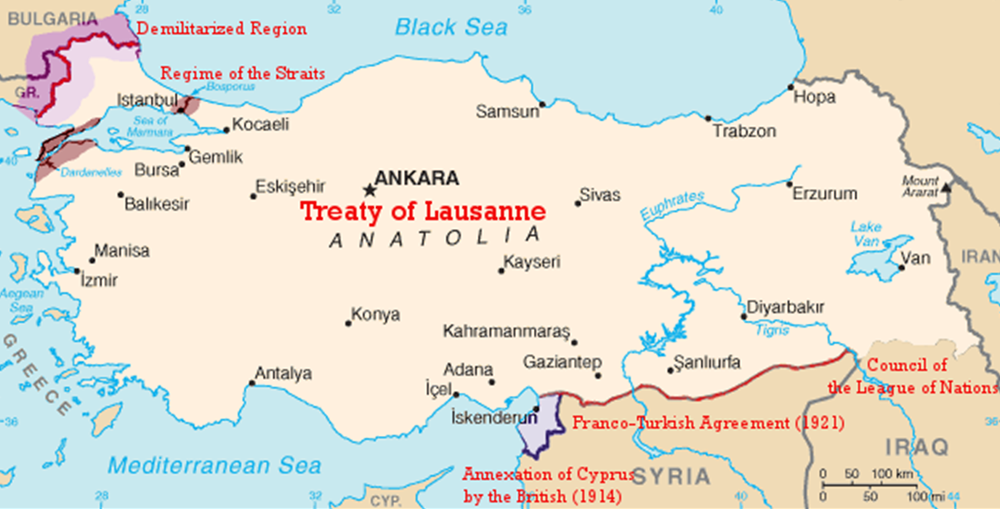 28
32
36
40
BULGARIA
Demilitarized Region
Black Sea
Regime of the Straits
Bosporus
GR.
Istanbul
Hopa
Samsun
Sea of
Marmara
Kocaeli
Trabzon
40
Gemlik
Dardanelles
Bursa
ANKARA
Eskişehir
Sivas
Erzurum
Mount
Ararat
Balıkesir
Treaty of Lausanne
Euphrates
ANATOLIA
Lake
Van
Manisa
Kayseri
Van
IRAN
İzmir
Aegean
Sea
Diyarbakır
Konya
Tigris
Kahramanmaraş
GREECE
Gaziantep
Şanlıurfa
Council of
the League of Nations
Adana
Antalya
İçel
İskenderun
Franco-Turkish Agreement (1921)
36
36
IRAQ
Mediterranean Sea
Annexation of Cyprus
by the British (1914)
SYRIA
0 50 100 km
0 50 100 mi
CYP.
28
32
40
44